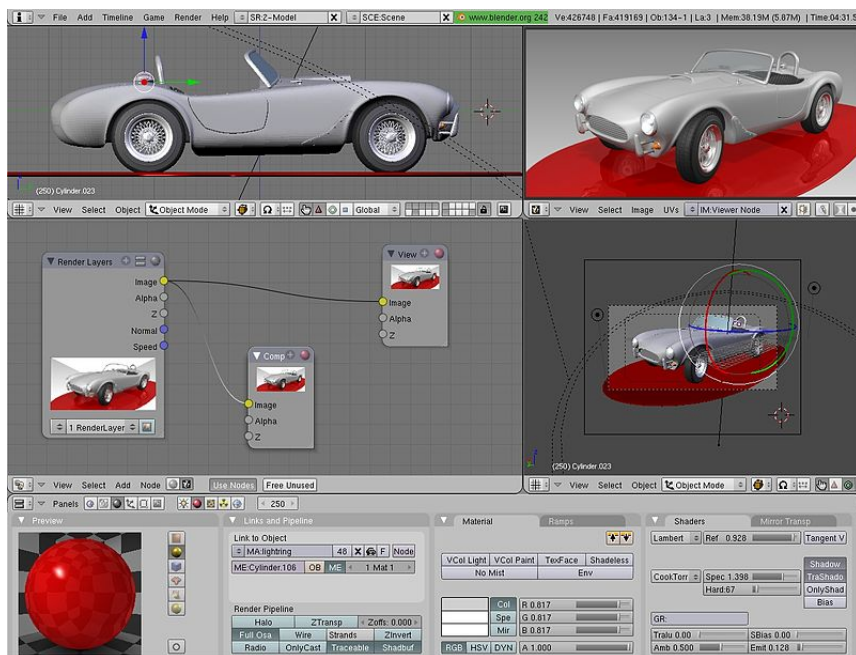 File Add Timeline Game Render Help SR:2-Model X SCE:Scene X www.blender.org 242 Ve:426748 | Fa:419169 | Ob:134-1 | La:3 | Mem:38.19M (5.87M) | Time:04:31.5
(250) Cylinder.023
View Select Object Object Mode Global
View Select Image UVs IM:Viewer Node X
Render Layers
Image
Alpha
Z
Normal
Speed
1 RenderLayer
Comp
Image
Alpha
Z
View
Image
Alpha
Z
(250) Cylinder.023
View Select Add Node Use Nodes Free Unused
View Select Object Object Mode
Panels 250
Preview
Links and Pipeline
Link to Object
MA:lightring 48 X F Node
ME:Cylinder.106 OB ME 1 Mat 1
Render Pipeline
Halo ZTransp Zoffs: 0.000
Full Osa Wire Strands ZInvert
Radio OnlyCast Traceable Shadbuf
Material Ramps
VCol Light VCol Paint TexFace Shadeless
No Mist Env
Col R 0.817
Spe G 0.817
Mir B 0.817
RGB HSV DYN A 1.000
Shaders Mirror Transp
Lambert Ref 0.928 Tangent V
Shadow
CookTorr Spec 1.398 TraShado
Hard:67 OnlyShad
Bias
GR:
Tralu 0.00 SBias 0.00
Amb 0.500 Emit 0.128